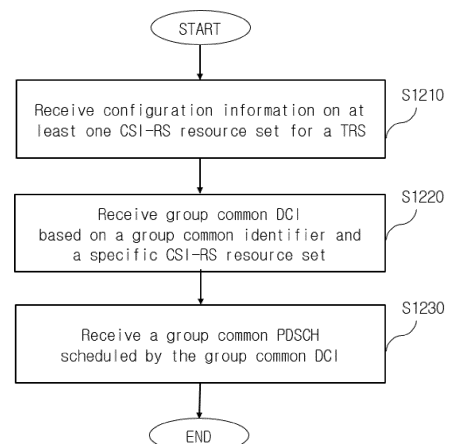 START
Receive configuration information on at
least one CSI-RS resource set for a TRS
S1210
Receive group common DCI
based on a group common identifier and
a specific CSI-RS resource set
S1220
Receive a group common PDSCH
scheduled by the group common DCI
S1230
END